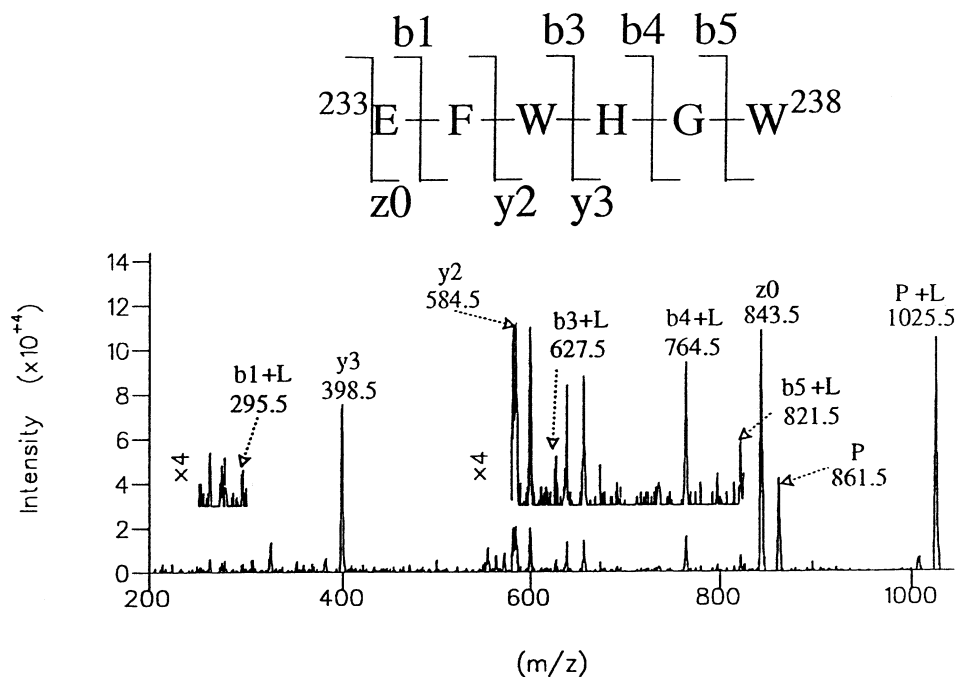 b1 b3 b4 b5
233E F W H G W238
z0 y2 y3
14
12
10
8
6
4
2
0
Intensity (x10+4)
200 400 600 800 1000
(m/z)
×4
b1+L
295.5
y3
398.5
y2
584.5
×4
b3+L
627.5
b4+L
764.5
z0
843.5
b5+L
821.5
P
861.5
P+L
1025.5